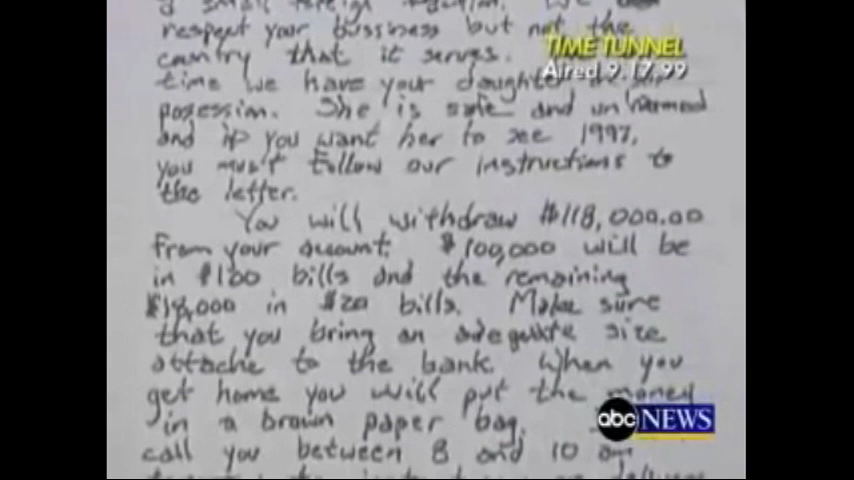 small foreign faction. We
respect your bussiness but not the
country that it serves.
TIME TUNNEL
Aired 9.17.99
time we have your daughter
posession. She is safe and unharmed
and if you want her to see 1997,
you must follow our instructions to
the letter.
You will withdraw $118,000.00
from your account. $100,000 will be
in $100 bills and the remaining
$18,000 in $20 bills. Make sure
that you bring an adequate size
attache to the bank. When you
get home you will put the money
in a brown paper bag.
abc NEWS
call you between 8 and 10 am